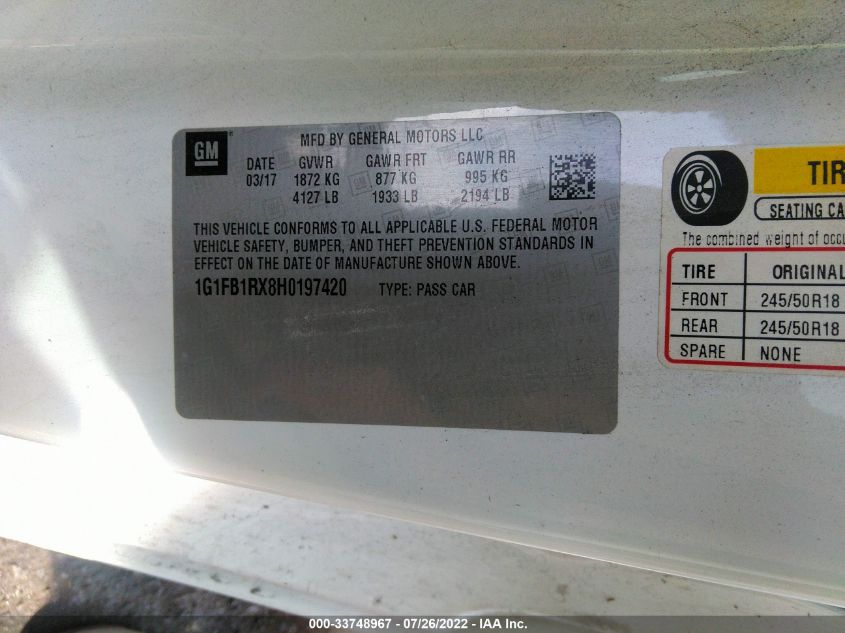 GM
MFD BY GENERAL MOTORS LLC
DATE GVWR GAWR FRT GAWR RR
03/17 1872 KG 877 KG 995 KG
4127 LB 1933 LB 2194 LB
THIS VEHICLE CONFORMS TO ALL APPLICABLE U.S. FEDERAL MOTOR
VEHICLE SAFETY, BUMPER, AND THEFT PREVENTION STANDARDS IN
EFFECT ON THE DATE OF MANUFACTURE SHOWN ABOVE.
1G1FB1RX8H0197420 TYPE: PASS CAR
TIR
SEATING CA
The combined weight of occu
TIRE ORIGINAL
FRONT 245/50R18
REAR 245/50R18
SPARE NONE
000-33748967 - 07/26/2022 - IAA Inc.